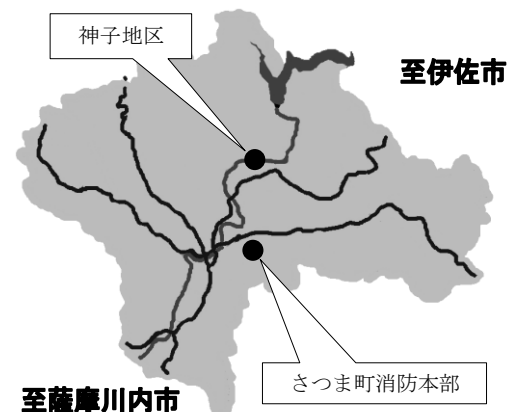 神子地区
至伊佐市
さつま町消防本部
至薩摩川内市